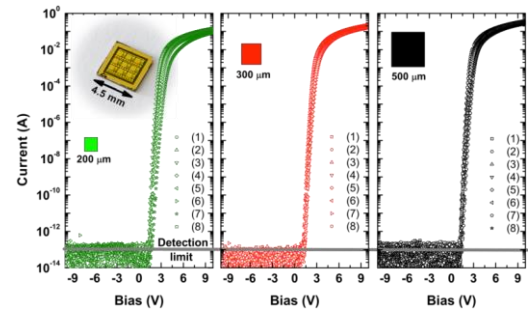 Current (A)
10^0
10^-2
10^-4
10^-6
10^-8
10^-10
10^-12
10^-14
4.5 mm
200 μm
(1)
(2)
(3)
(4)
(5)
(6)
(7)
(8)
Detection
limit
-9 -6 -3 0 3 6 9
Bias (V)
300 μm
(1)
(2)
(3)
(4)
(5)
(6)
(7)
(8)
-9 -6 -3 0 3 6 9
Bias (V)
500 μm
(1)
(2)
(3)
(4)
(5)
(6)
(7)
(8)
-9 -6 -3 0 3 6 9
Bias (V)